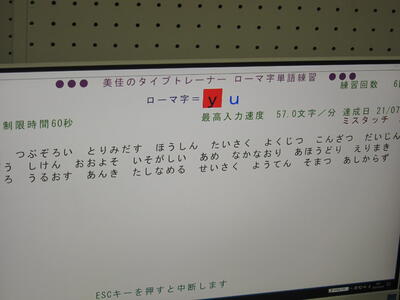 ●●● 美佳のタイプトレーナー ローマ字単語練習 ●●● 練習回数 6
ローマ字= yu
最高入力速度 57.0文字/分 達成日 21/07
制限時間60秒 ミスタッチ
つぶぞろい とりみだす ほうしん たいさく よくじつ こんざつ だいじん
う しけん おおよそ いそがしい あめ なかなおり あほうどり えりまき
ろ うるおす あんき たしなめる せいさく ようてん そまつ あしからず
ESCキーを押すと中断します